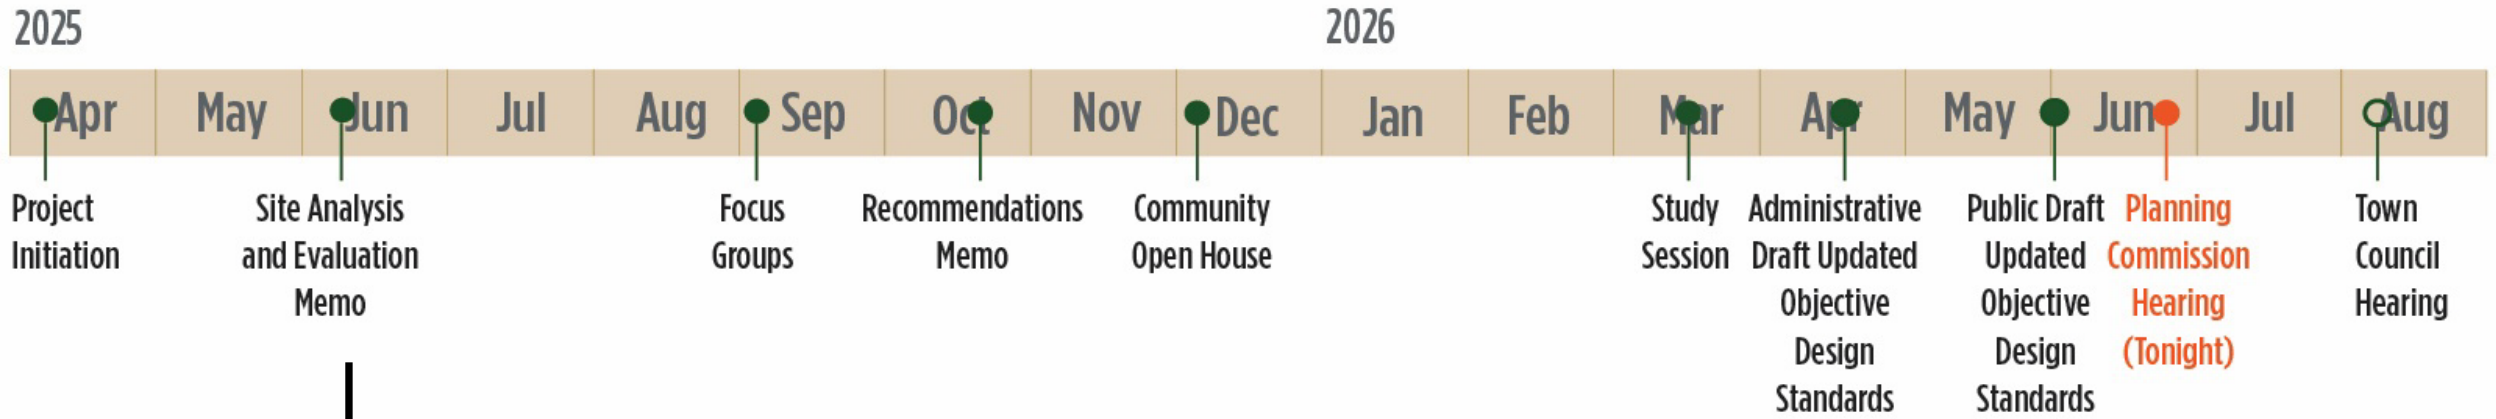 2025 2026
Apr May Jun Jul Aug Sep Oct Nov Dec Jan Feb Mar Apr May Jun Jul Aug
Project
Initiation
Site Analysis
and Evaluation
Memo
Focus
Groups
Recommendations
Memo
Community
Open House
Study
Session
Administrative
Draft Updated
Objective
Design
Standards
Public Draft
Updated
Objective
Design
Standards
Planning
Commission
Hearing
(Tonight)
Town
Council
Hearing